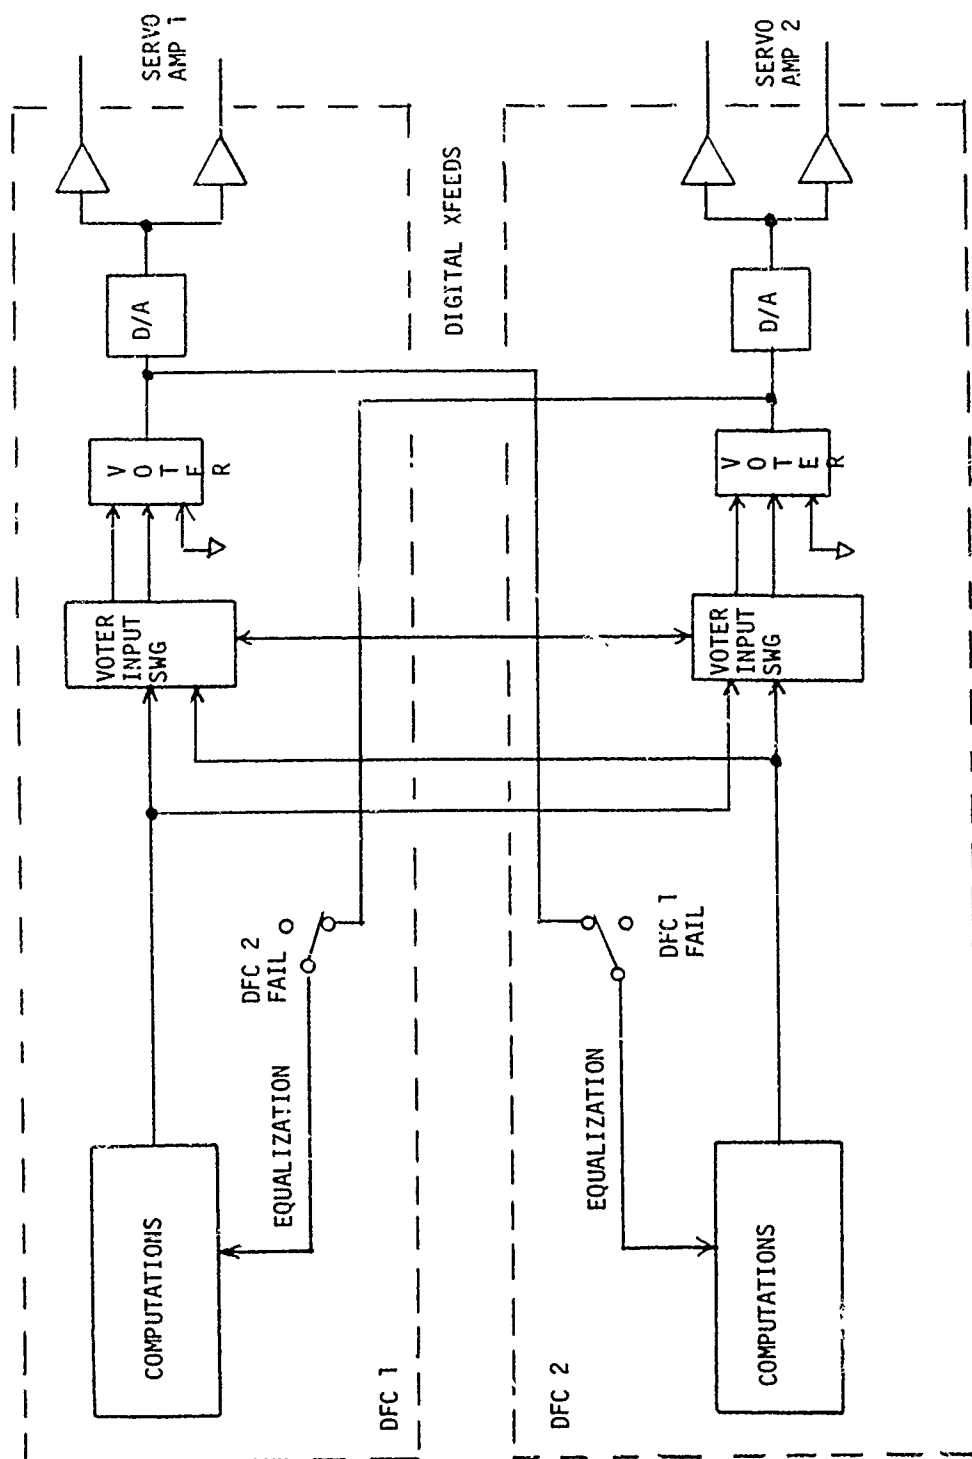 COMPUTATIONS
EQUALIZATION
DFC 2
FAIL
VOTER
INPUT
SWG
VOTER
D/A
SERVO
AMP 1
DFC 1
DIGITAL XFEEDS
DFC 2
COMPUTATIONS
EQUALIZATION
DFC 1
FAIL
VOTER
INPUT
SWG
VOTER
D/A
SERVO
AMP 2